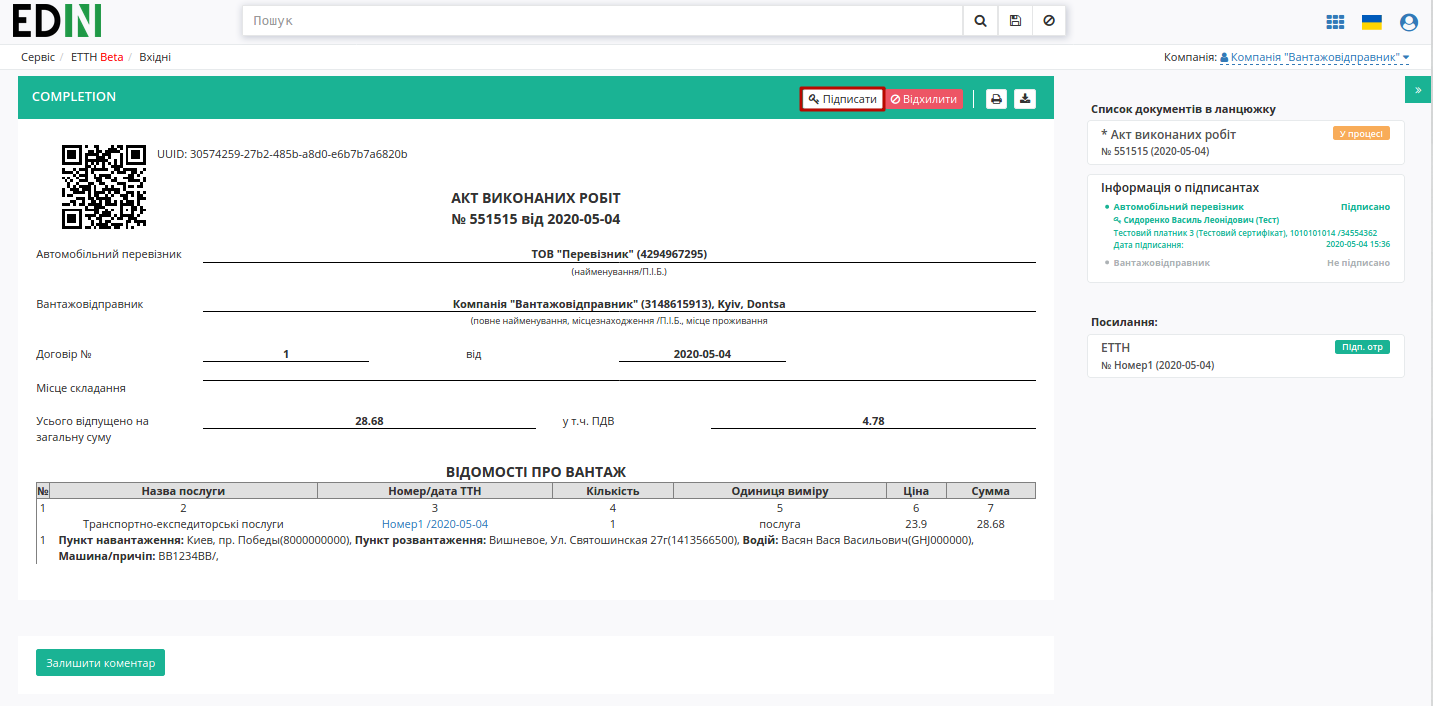 EDIN
Пошук
Сервіс / ЕТТН Beta / Вхідні
Компанія: Компанія "Вантажовідправник"
COMPLETION
Підписати
Відхилити
»
UUID: 30574259-27b2-485b-a8d0-e6b7b7a6820b
АКТ ВИКОНАНИХ РОБІТ
№ 551515 від 2020-05-04
Автомобільний перевізник
ТОВ "Перевізник" (4294967295)
(найменування/П.І.Б.)
Вантажовідправник
Компанія "Вантажовідправник" (3148615913), Kyiv, Dontsa
(повне найменування, місцезнаходження /П.І.Б., місце проживання
Договір № 1 від 2020-05-04
Місце складання
Усього відпущено на
загальну суму
28.68 у т.ч. ПДВ 4.78
ВІДОМОСТІ ПРО ВАНТАЖ
№ Назва послуги Номер/дата ТТН Кількість Одиниця виміру Ціна Сумма
1 2 3 4 5 6 7
Транспортно-експедиторські послуги Номер1 /2020-05-04 1 послуга 23.9 28.68
1 Пункт навантаження: Киев, пр. Победы(8000000000), Пункт розвантаження: Вишневое, Ул. Святошинская 27г(1413566500), Водій: Васян Вася Васильович(GHJ000000),
Машина/причіп: BB1234BB/,
Залишити коментар
Список документів в ланцюжку
* Акт виконаних робіт У процесі
№ 551515 (2020-05-04)
Інформація о підписантах
Автомобільний перевізник Підписано
Сидоренко Василь Леонідович (Тест)
Тестовий платник 3 (Тестовий сертифікат), 1010101014 /34554362
Дата підписання: 2020-05-04 15:36
Вантажовідправник Не підписано
Посилання:
ЕТТН Підп. отр
№ Номер1 (2020-05-04)